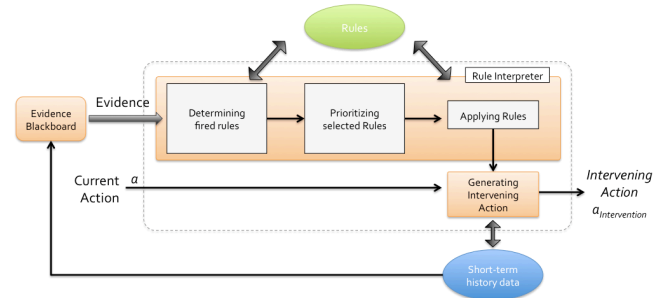 Rules
Rule Interpreter
Evidence
Blackboard
Evidence
Determining
fired rules
Prioritizing
selected Rules
Applying Rules
Current
Action
a
Generating
Intervening
Action
Intervening
Action
aIntervention
Short-term
history data